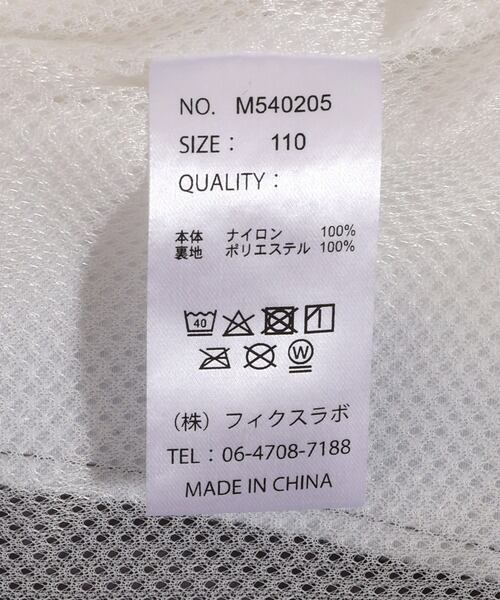 NO. M540205
SIZE : 110
QUALITY :
本体 ナイロン 100%
裏地 ポリエステル 100%
40
W
(株) フィクスラボ
TEL : 06-4708-7188
MADE IN CHINA